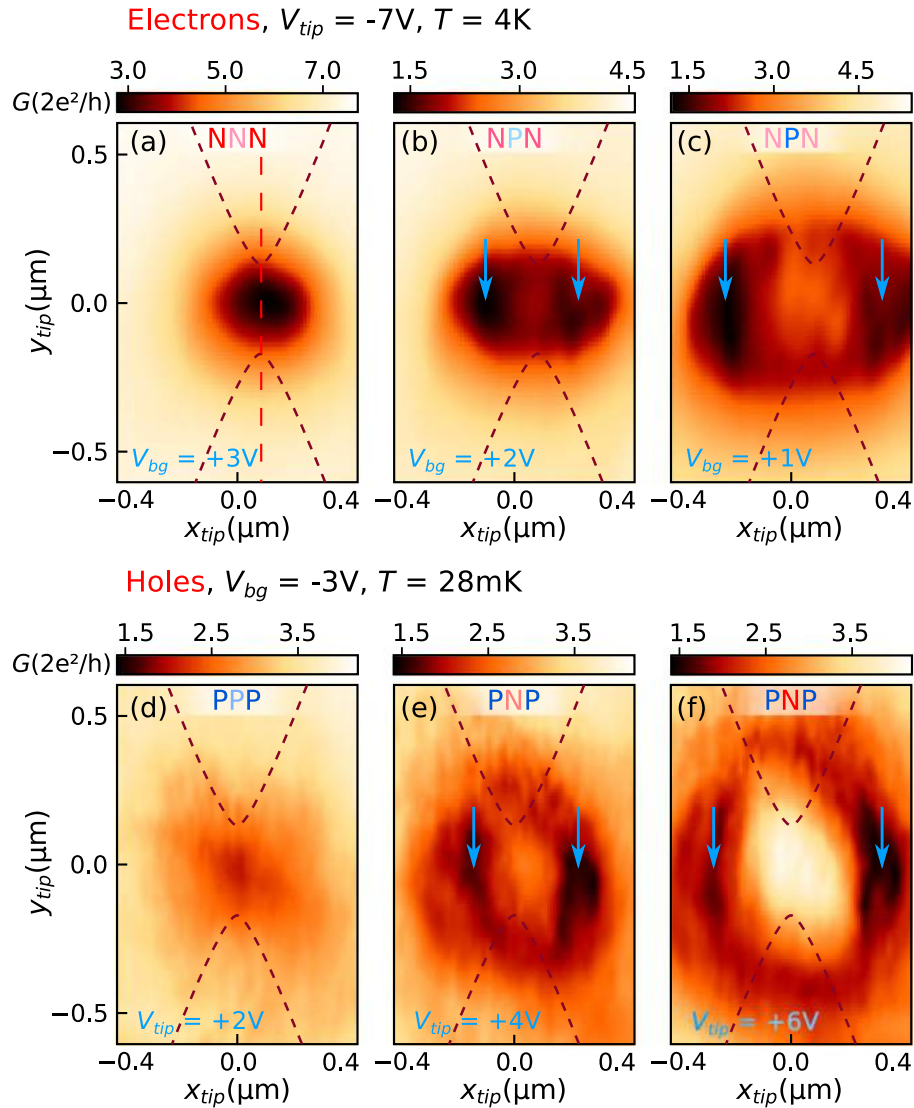 Electrons, V_tip = -7V, T = 4K
3.0 5.0 7.0 1.5 3.0 4.5 1.5 3.0 4.5
G(2e²/h)
(a) NNN (b) NPN (c) NPN
0.5
0.0
−0.5
y_tip(μm)
V_bg = +3V V_bg = +2V V_bg = +1V
−0.4 0.0 0.4 −0.4 0.0 0.4 −0.4 0.0 0.4
x_tip(μm) x_tip(μm) x_tip(μm)
Holes, V_bg = -3V, T = 28mK
1.5 2.5 3.5 1.5 2.5 3.5 1.5 2.5 3.5
G(2e²/h)
(d) PPP (e) PNP (f) PNP
0.5
0.0
−0.5
y_tip(μm)
V_tip = +2V V_tip = +4V V_tip = +6V
−0.4 0.0 0.4 −0.4 0.0 0.4 −0.4 0.0 0.4
x_tip(μm) x_tip(μm) x_tip(μm)